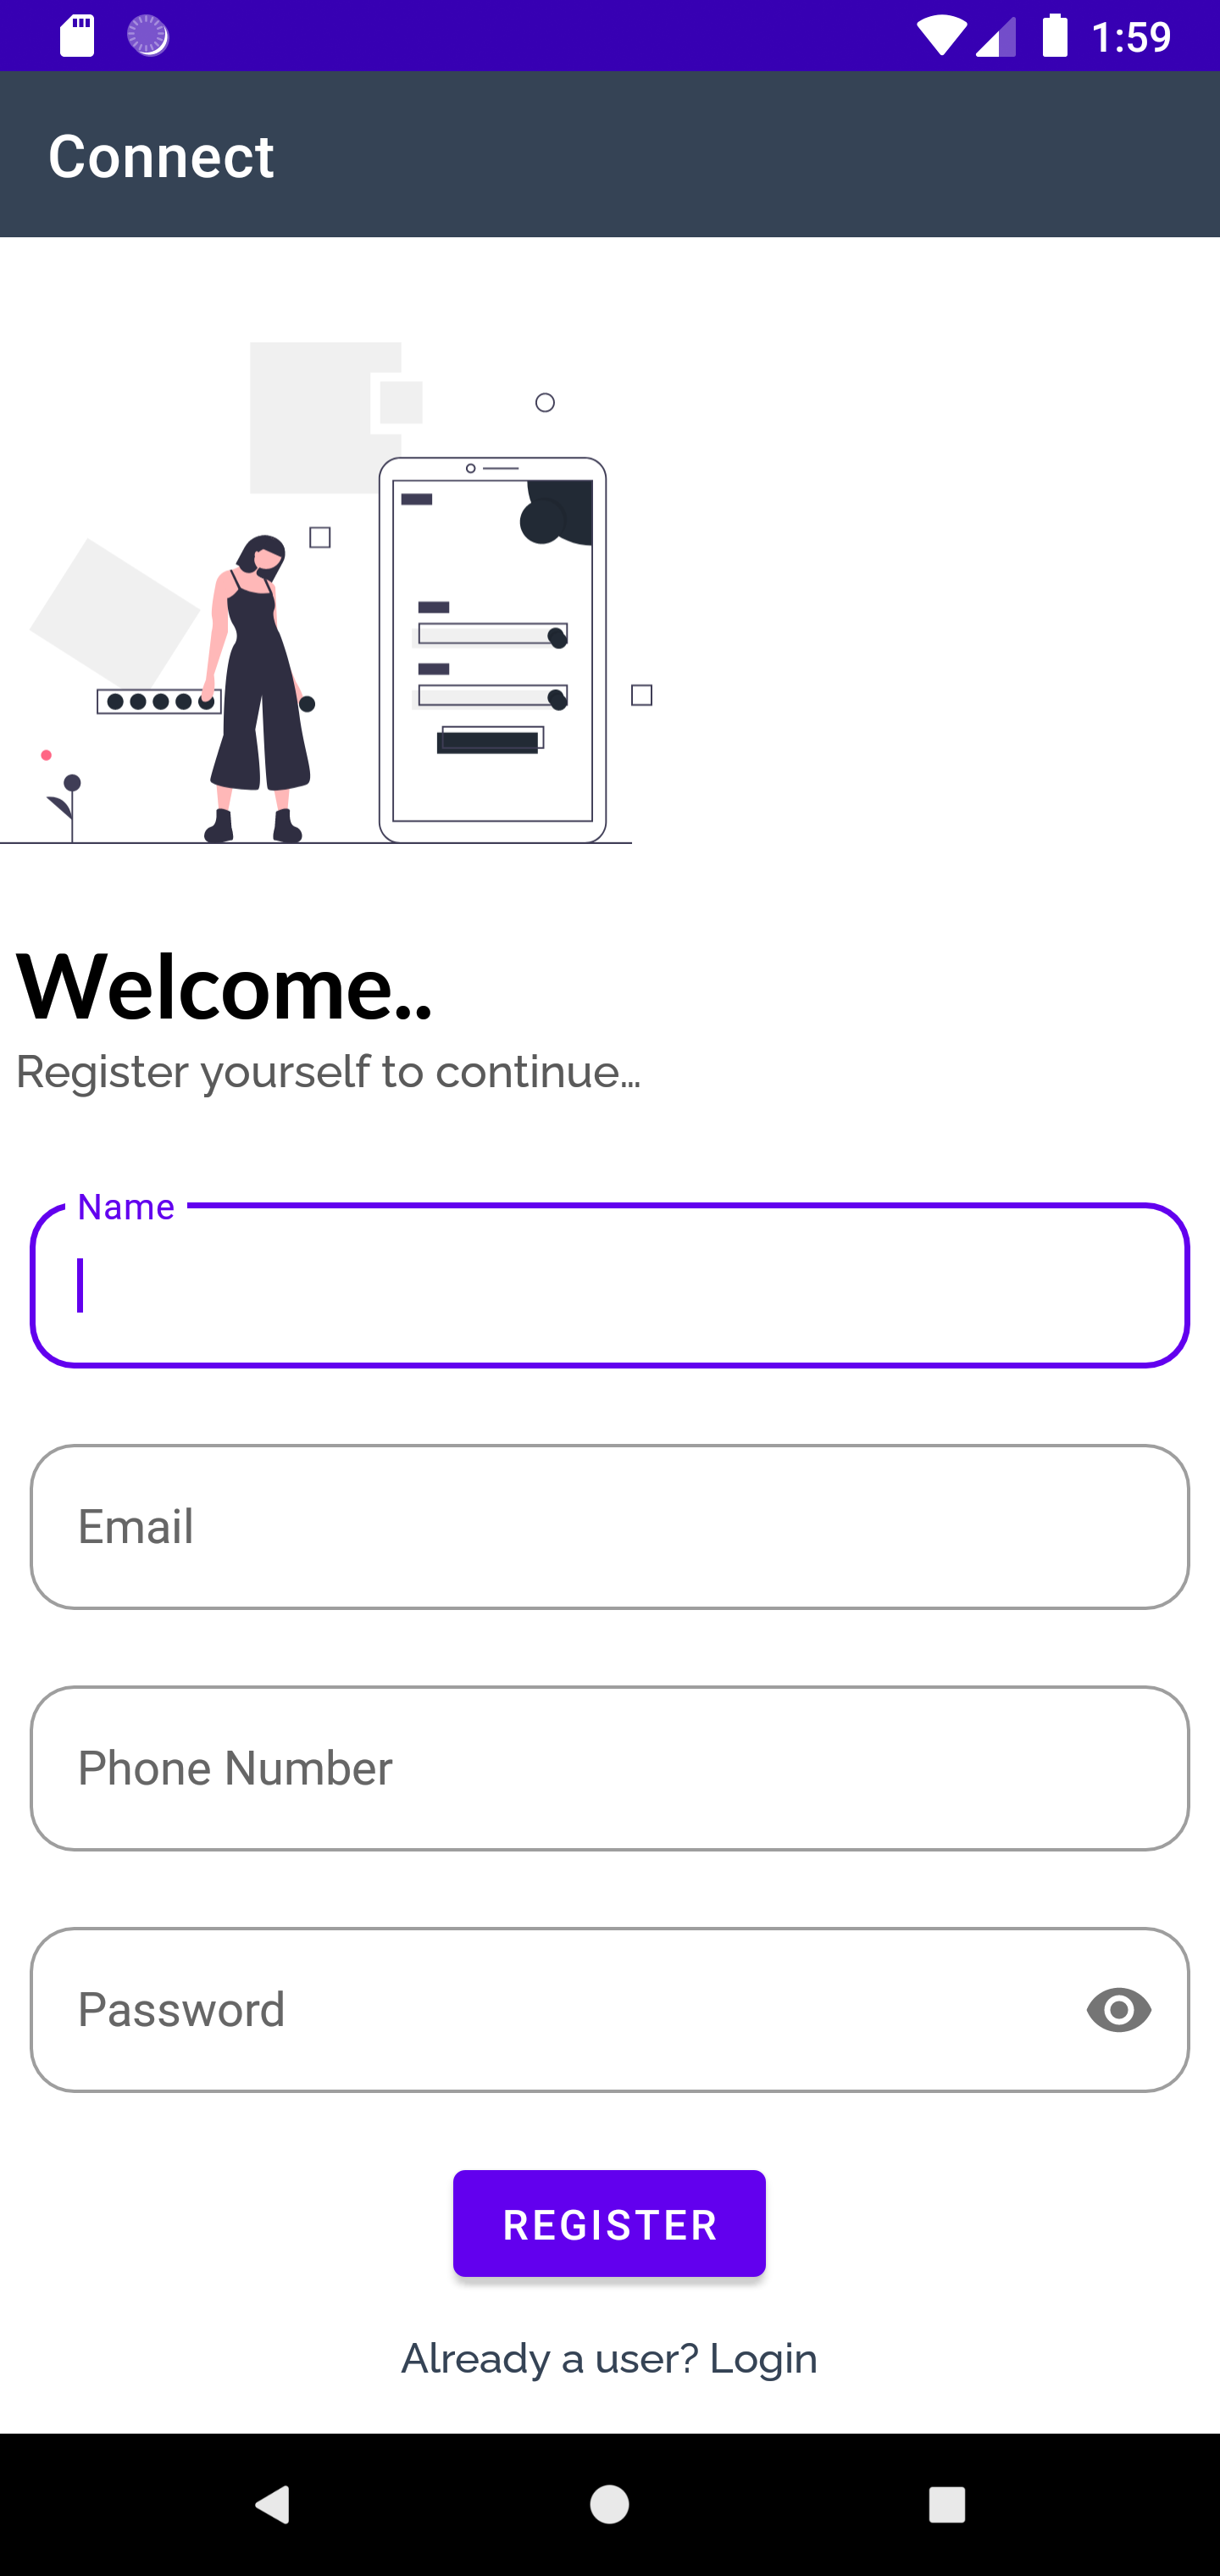 1:59
Connect
Welcome..
Register yourself to continue...
Name
Email
Phone Number
Password
REGISTER
Already a user? Login